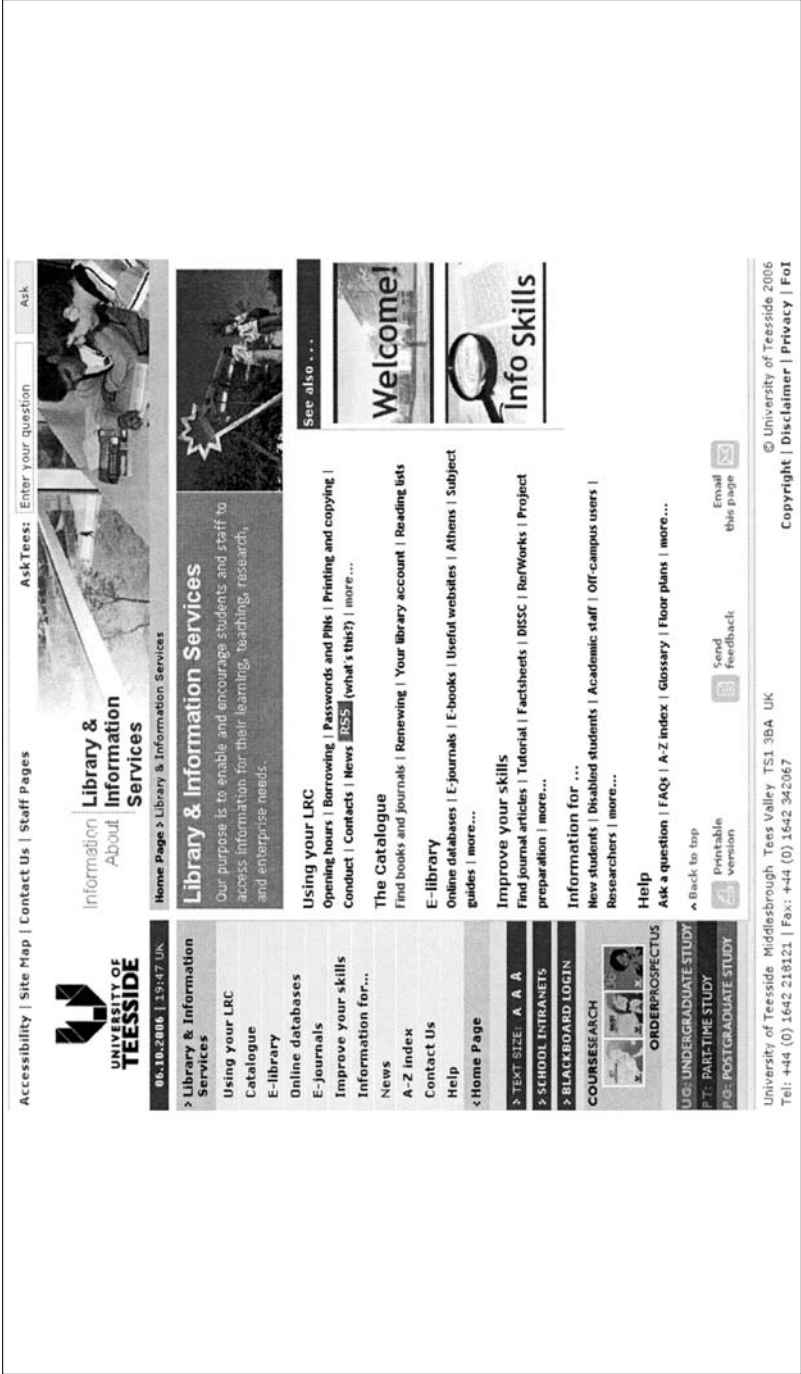 Accessibility | Site Map | Contact Us | Staff Pages
AskTees: Enter your question Ask
UNIVERSITY OF
TEESSIDE
Information
About
Library &
Information
Services
06.10.2006 | 19:47 UK
Home Page > Library & Information Services
> Library & Information
Services
Using your LRC
Catalogue
E-library
Online databases
E-journals
Improve your skills
Information for...
News
A-Z index
Contact Us
Help
< Home Page
> TEXT SIZE: A A A
> SCHOOL INTRANETS
> BLACKBOARD LOGIN
COURSESEARCH
ORDERPROSPECTUS
UG: UNDERGRADUATE STUDY
PT: PART-TIME STUDY
PG: POSTGRADUATE STUDY
Library & Information Services
Our purpose is to enable and encourage students and staff to
access information for their learning, teaching, research,
and enterprise needs.
Using your LRC
Opening hours | Borrowing | Passwords and PINs | Printing and copying |
Conduct | Contacts | News RSS (what's this?) | more...
The Catalogue
Find books and journals | Renewing | Your library account | Reading lists
E-library
Online databases | E-journals | E-books | Useful websites | Athens | Subject
guides | more...
Improve your skills
Find journal articles | Tutorial | Factsheets | DISSC | RefWorks | Project
preparation | more...
Information for ...
New students | Disabled students | Academic staff | Off-campus users |
Researchers | more...
Help
Ask a question | FAQs | A-Z index | Glossary | Floor plans | more...
See also ...
Welcome!
Info Skills
^ Back to top
Printable
version
Send
feedback
Email
this page
University of Teesside Middlesbrough Tees Valley TS1 3BA UK
Tel: +44 (0) 1642 218121 | Fax: +44 (0) 1642 342067
© University of Teesside 2006
Copyright | Disclaimer | Privacy | FoI